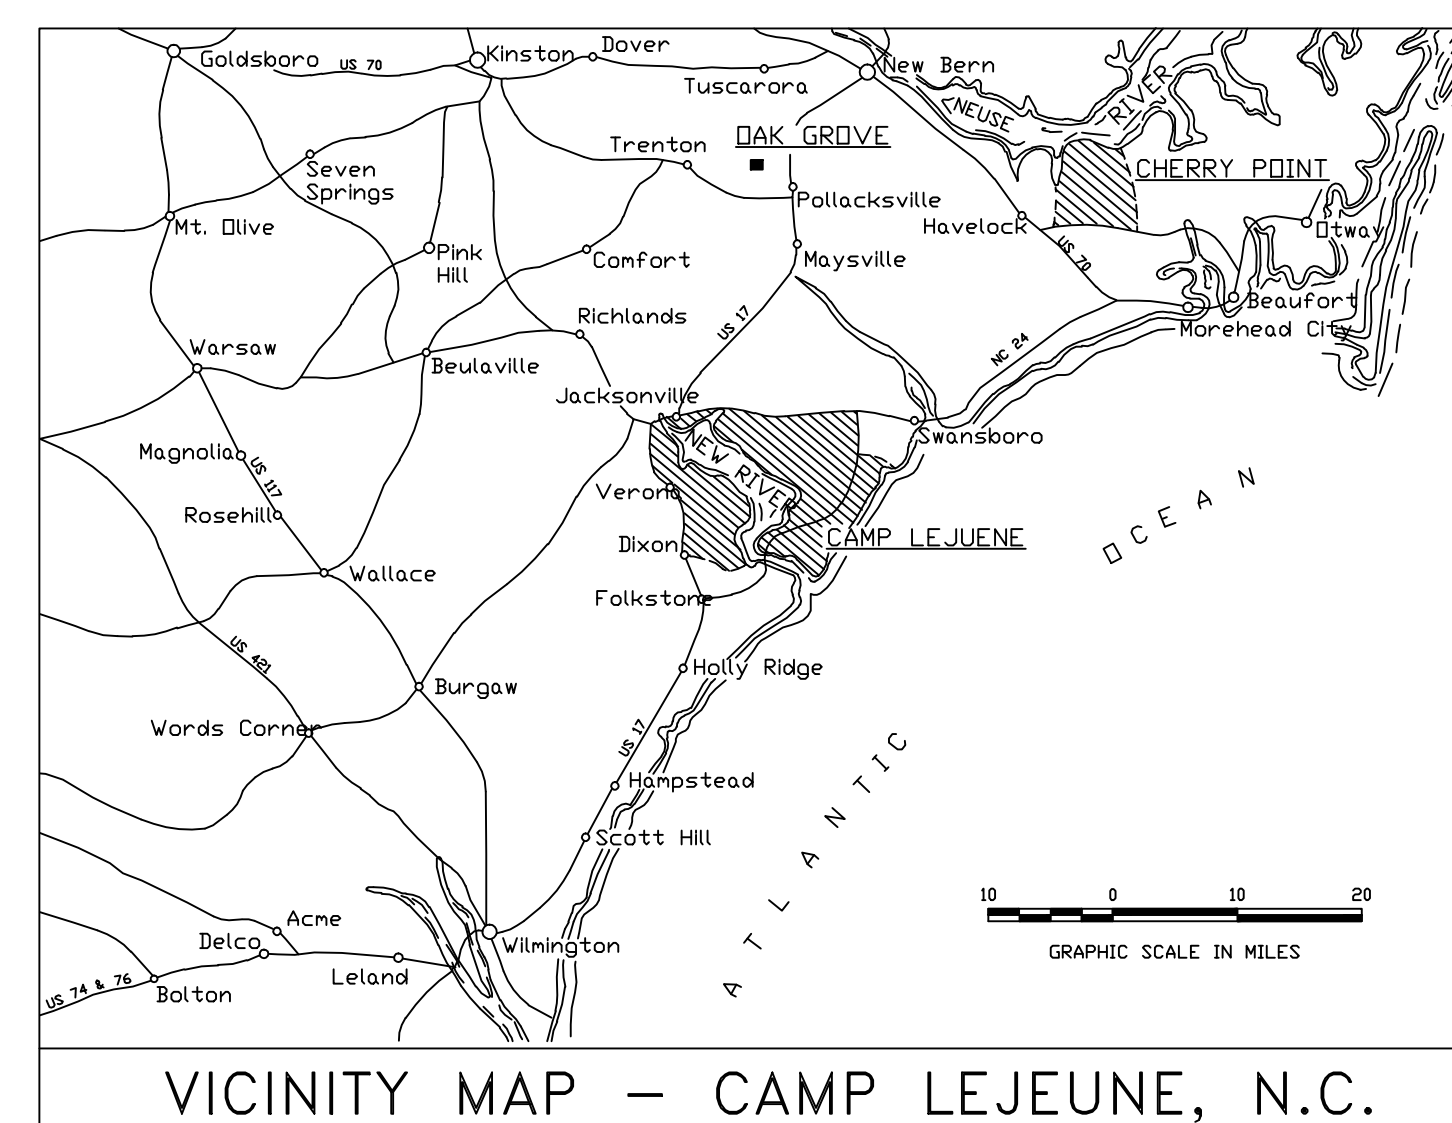 Goldsboro
US 70
Kinston
Dover
Tuscarora
New Bern
NEUSE
RIVER
OAK GROVE
Trenton
CHERRY POINT
Seven
Springs
Pollacksville
Mt. Olive
Havelock
Otway
Pink
Hill
Comfort
Maysville
US 70
Beaufort
Richlands
US 17
Morehead City
Warsaw
NC 24
Beulaville
Jacksonville
Swansboro
Magnolia
US 117
NEW RIVER
Verona
Rosehill
OCEAN
Dixon
CAMP LEJUENE
Wallace
Folkstone
US 421
Holly Ridge
Burgaw
Words Corner
US 17
ATLANTIC
Hampstead
Scott Hill
10 0 10 20
Acme
Delco
Wilmington
GRAPHIC SCALE IN MILES
Leland
US 74 & 76
Bolton
VICINITY MAP - CAMP LEJEUNE, N.C.